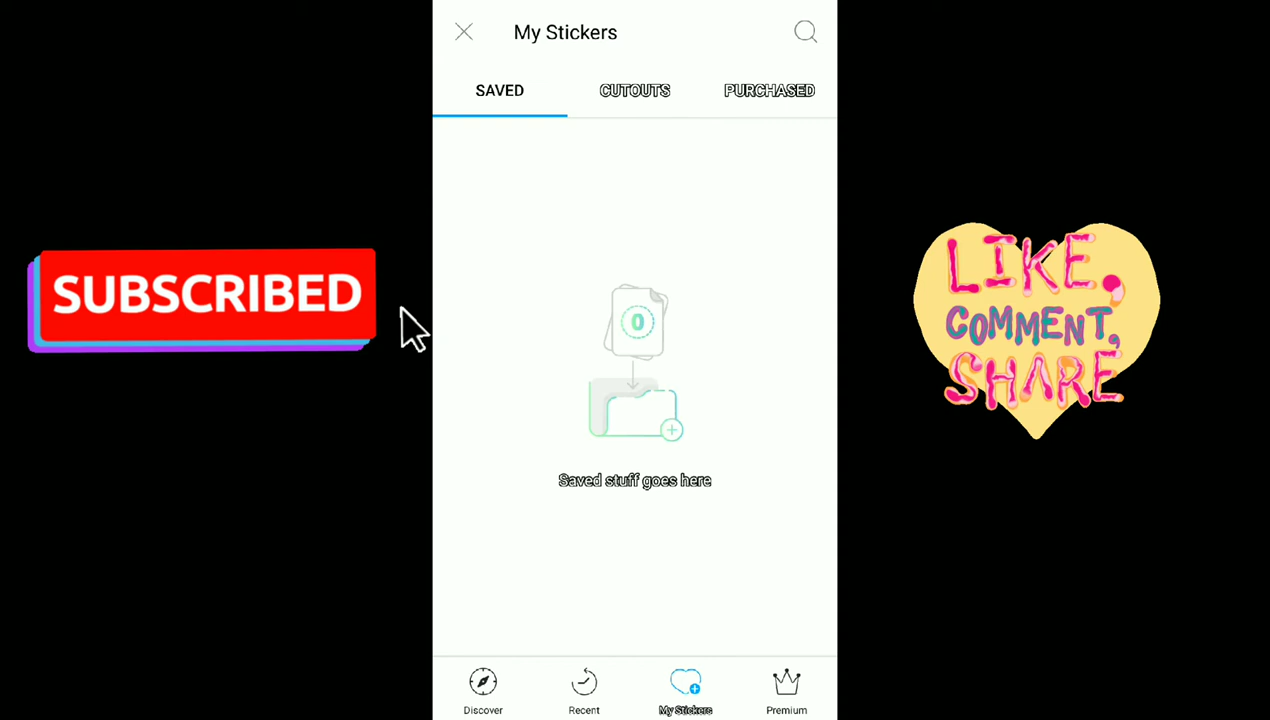 My Stickers
SAVED
CUTOUTS
PURCHASED
SUBSCRIBED
0
LIKE,
COMMENT,
SHARE
Saved stuff goes here
Discover
Recent
My Stickers
Premium